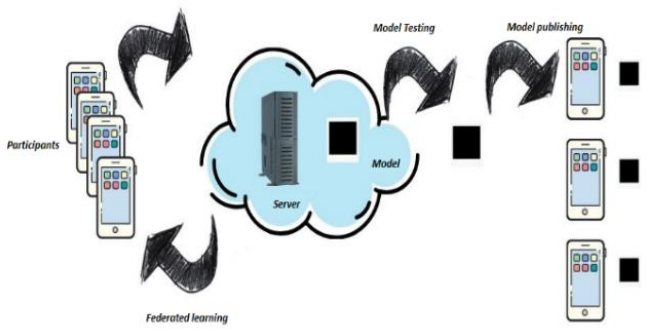 Model Testing
Model publishing
Participants
Model
Server
Federated learning